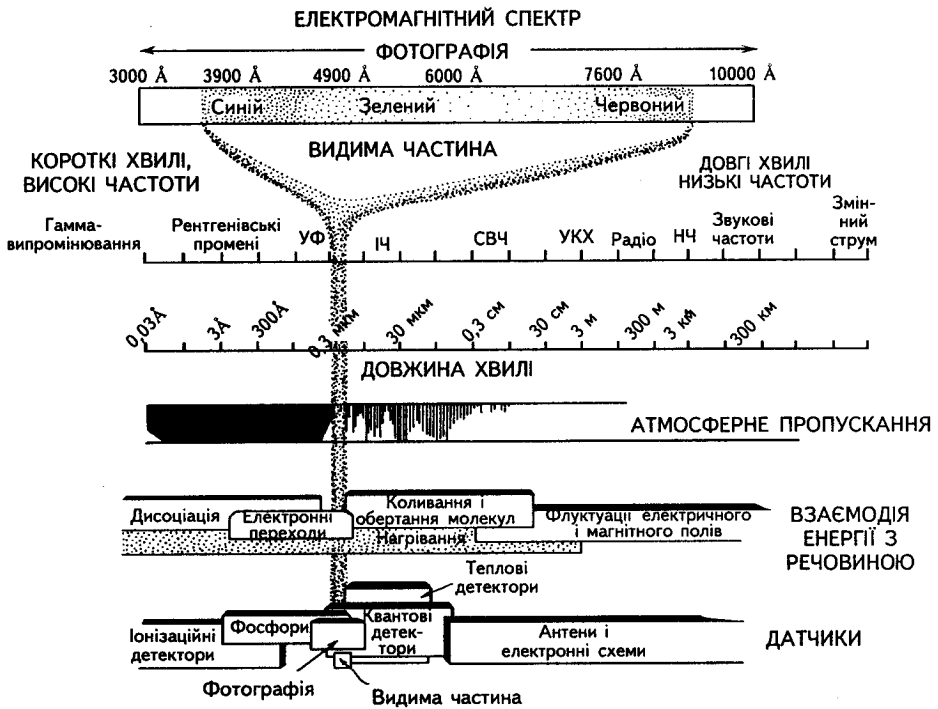 ЕЛЕКТРОМАГНІТНИЙ СПЕКТР
ФОТОГРАФІЯ
3000 Å 3900 Å 4900 Å 6000 Å 7600 Å 10000 Å
Синій Зелений Червоний
ВИДИМА ЧАСТИНА
КОРОТКІ ХВИЛІ,
ВИСОКІ ЧАСТОТИ
ДОВГІ ХВИЛІ
НИЗЬКІ ЧАСТОТИ
Гамма-
випромінювання
Рентгенівські
промені
УФ
ІЧ
СВЧ
УКХ
Радіо
НЧ
Звукові
частоти
Змін-
ний
струм
0,03Å 3Å 300Å 0,3 мкм 30 мкм 0,3 см 30 см 3 м 300 м 3 км 300 км
ДОВЖИНА ХВИЛІ
АТМОСФЕРНЕ ПРОПУСКАННЯ
Дисоціація
Електронні
переходи
Коливання і
обертання молекул
Флуктуації електричного
і магнітного полів
Нагрівання
ВЗАЄМОДІЯ
ЕНЕРГІЇ З
РЕЧОВИНОЮ
Теплові
детектори
Іонізаційні
детектори
Фосфори
Квантові
детек-
тори
Антени і
електронні схеми
ДАТЧИКИ
Фотографія
Видима частина